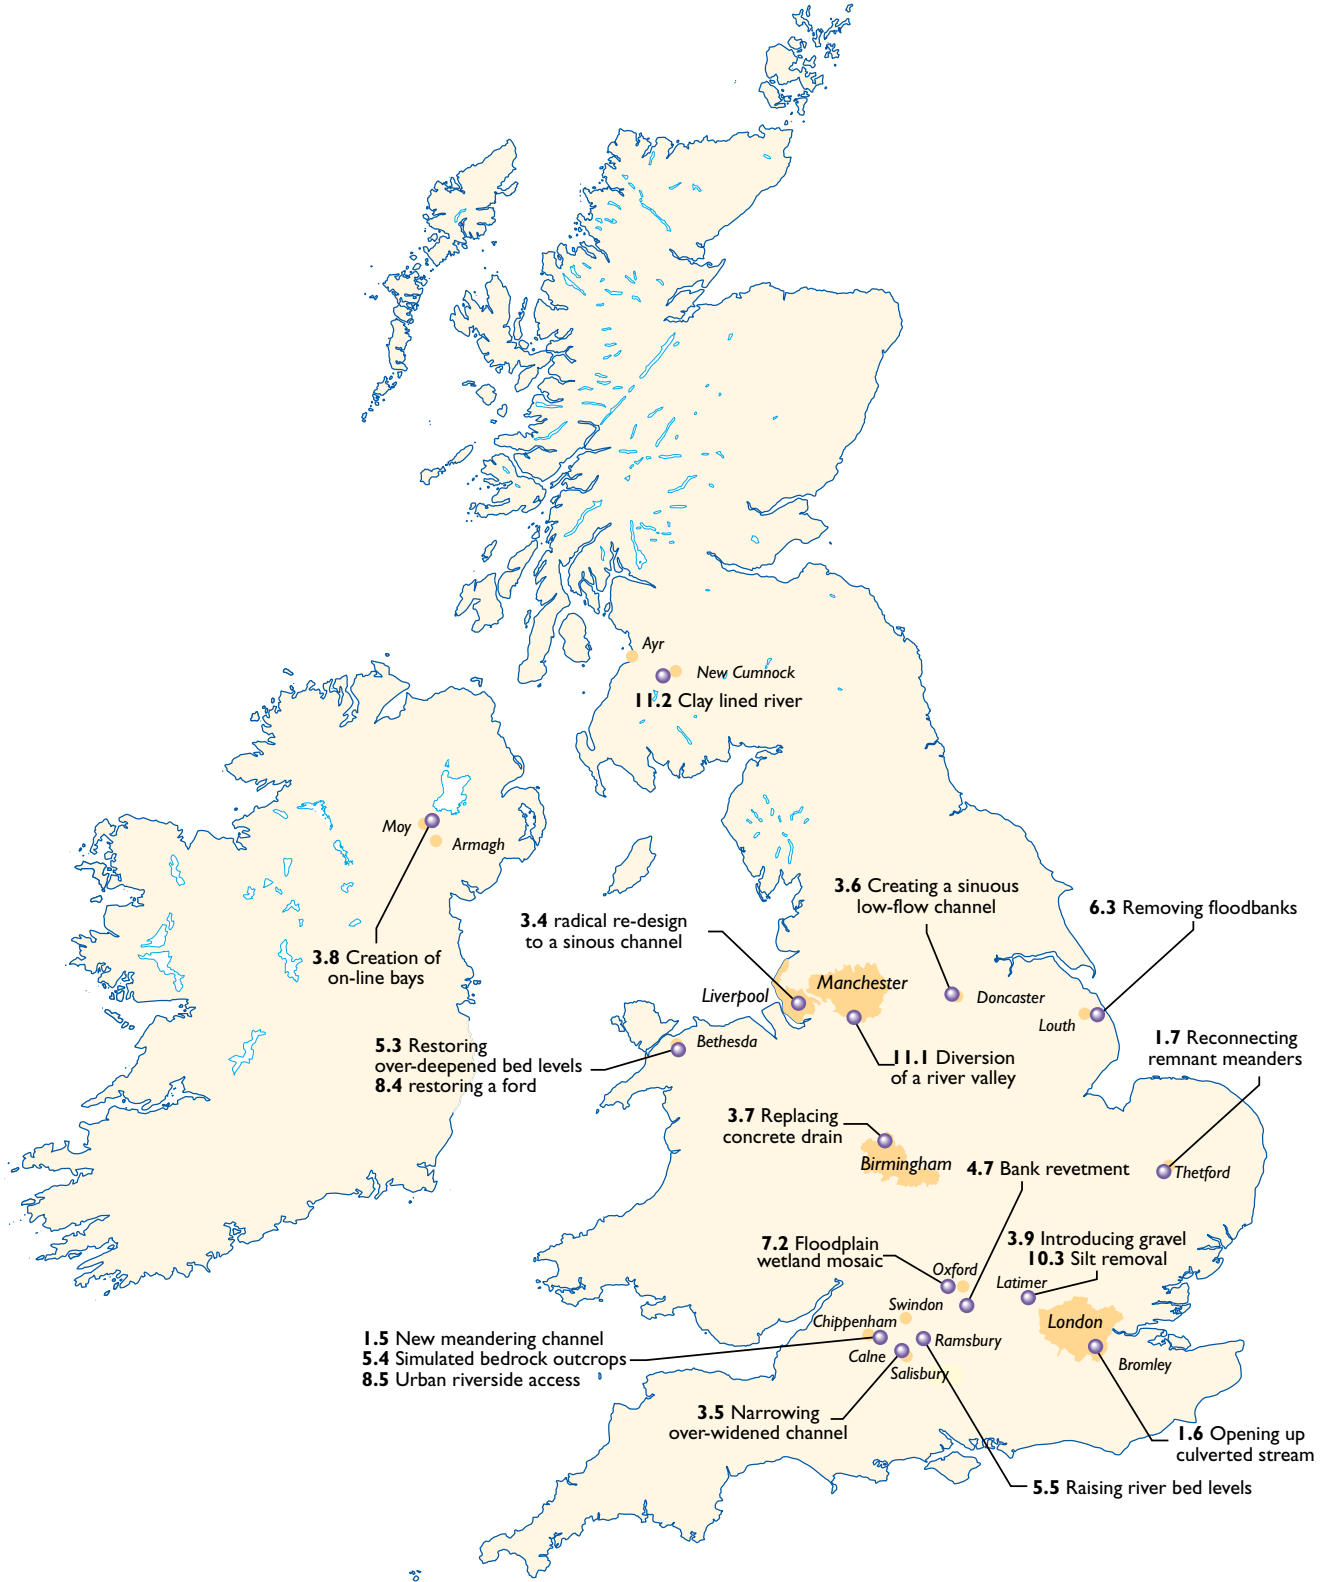 Ayr
New Cumnock
11.2 Clay lined river
Moy
Armagh
3.8 Creation of
on-line bays
3.4 radical re-design
to a sinous channel
3.6 Creating a sinuous
low-flow channel
6.3 Removing floodbanks
Liverpool
Manchester
Doncaster
Louth
Bethesda
5.3 Restoring
over-deepened bed levels
8.4 restoring a ford
11.1 Diversion
of a river valley
1.7 Reconnecting
remnant meanders
3.7 Replacing
concrete drain
Birmingham
4.7 Bank revetment
Thetford
7.2 Floodplain
wetland mosaic
3.9 Introducing gravel
10.3 Silt removal
Oxford
Latimer
Swindon
Chippenham
London
1.5 New meandering channel
5.4 Simulated bedrock outcrops
8.5 Urban riverside access
Calne
Ramsbury
Salisbury
Bromley
3.5 Narrowing
over-widened channel
1.6 Opening up
culverted stream
5.5 Raising river bed levels